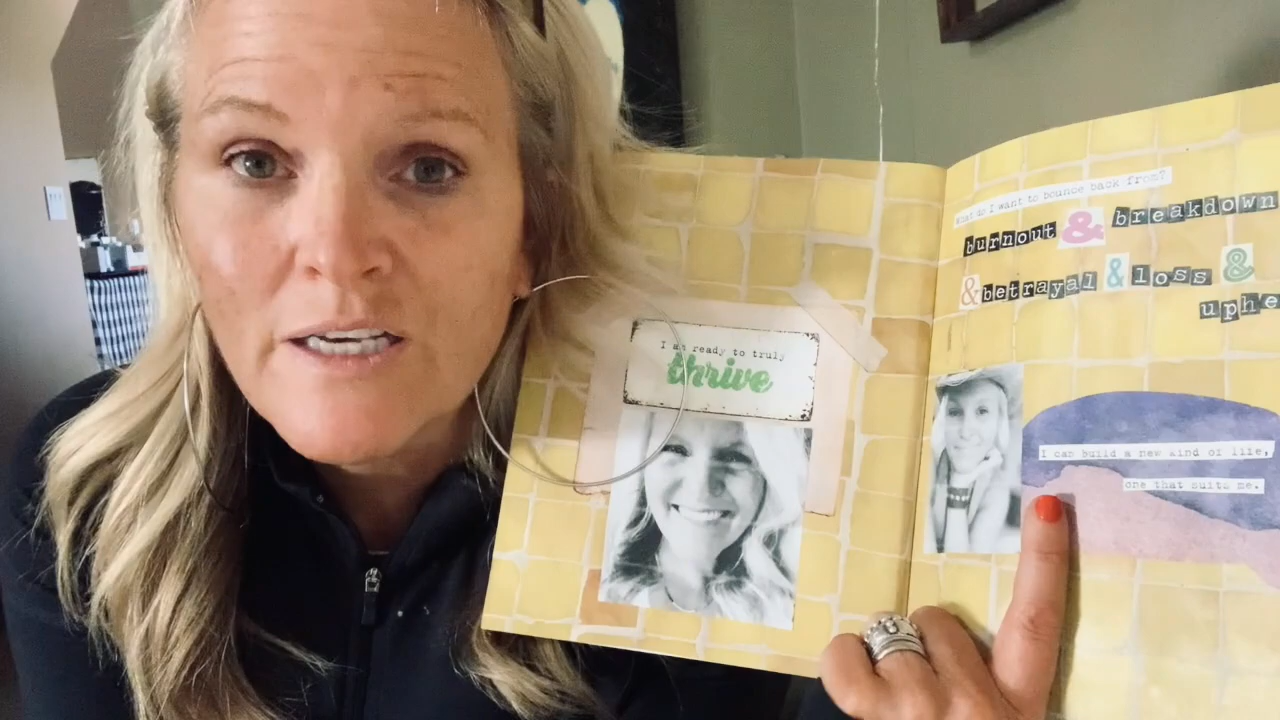 I am ready to truly
thrive
What do I want to bounce back from?
burnout & breakdown
& betrayal & loss &
uphe
I can build a new kind of life,
one that suits me.